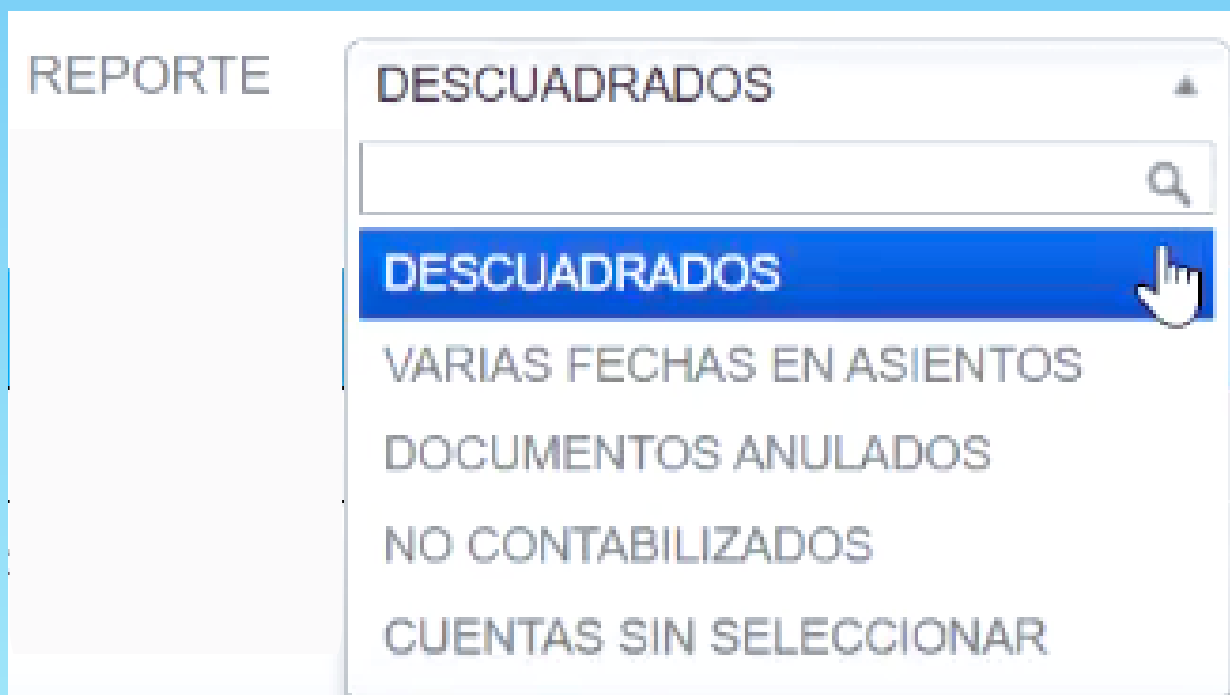 REPORTE
DESCUADRADOS
DESCUADRADOS
VARIAS FECHAS EN ASIENTOS
DOCUMENTOS ANULADOS
NO CONTABILIZADOS
CUENTAS SIN SELECCIONAR